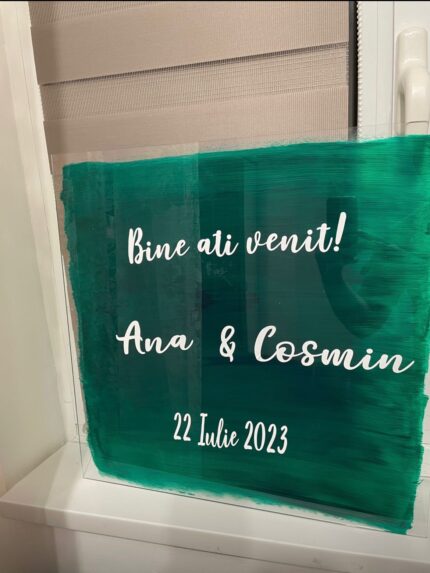 Bine ati venit!
Ana & Cosmin
22 Iulie 2023